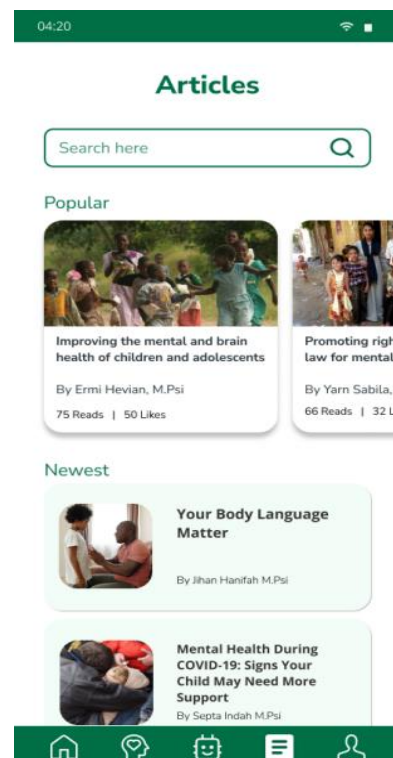 04:20
Articles
Search here
Popular
Improving the mental and brain
health of children and adolescents
By Ermi Hevian, M.Psi
75 Reads | 50 Likes
Promoting righ
law for mental
By Yarn Sabila,
66 Reads | 32 L
Newest
Your Body Language
Matter
By Jihan Hanifah M.Psi
Mental Health During
COVID-19: Signs Your
Child May Need More
Support
By Septa Indah M.Psi